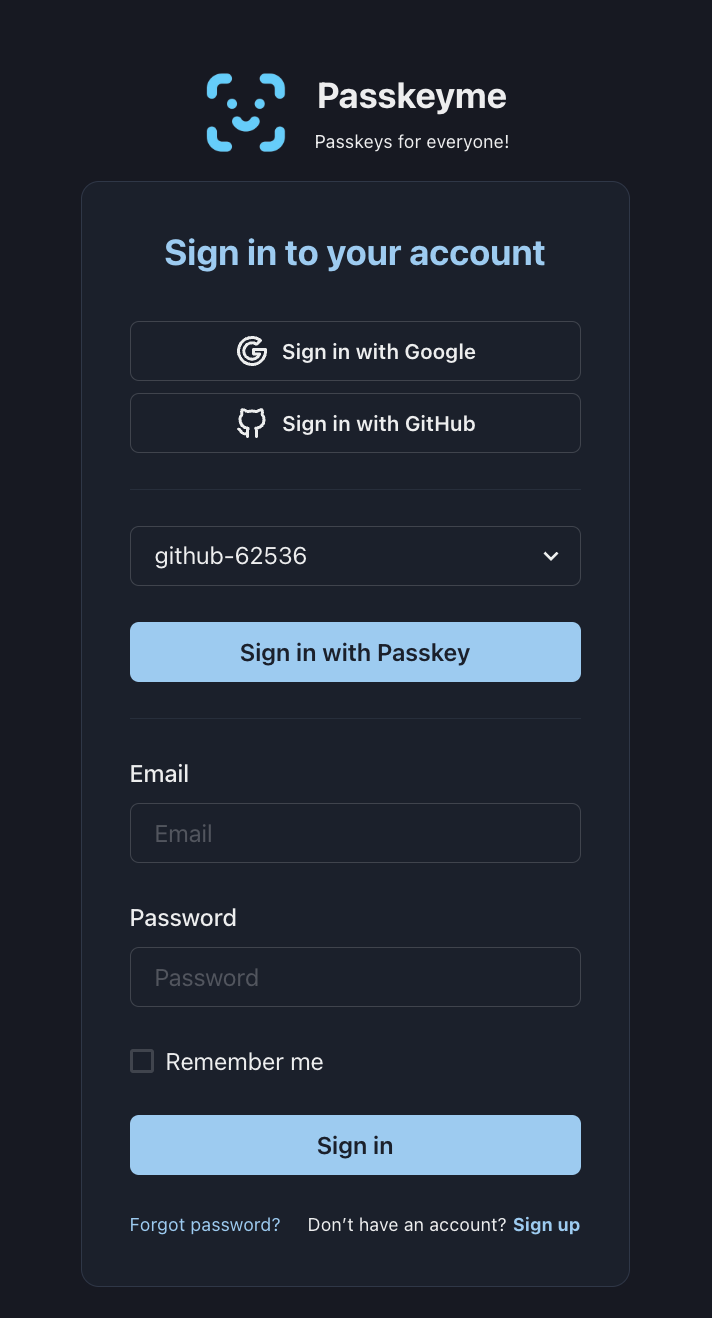 Passkeyme
Passkeys for everyone!
Sign in to your account
Sign in with Google
Sign in with GitHub
github-62536
Sign in with Passkey
Email
Email
Password
Password
Remember me
Sign in
Forgot password? Don’t have an account? Sign up